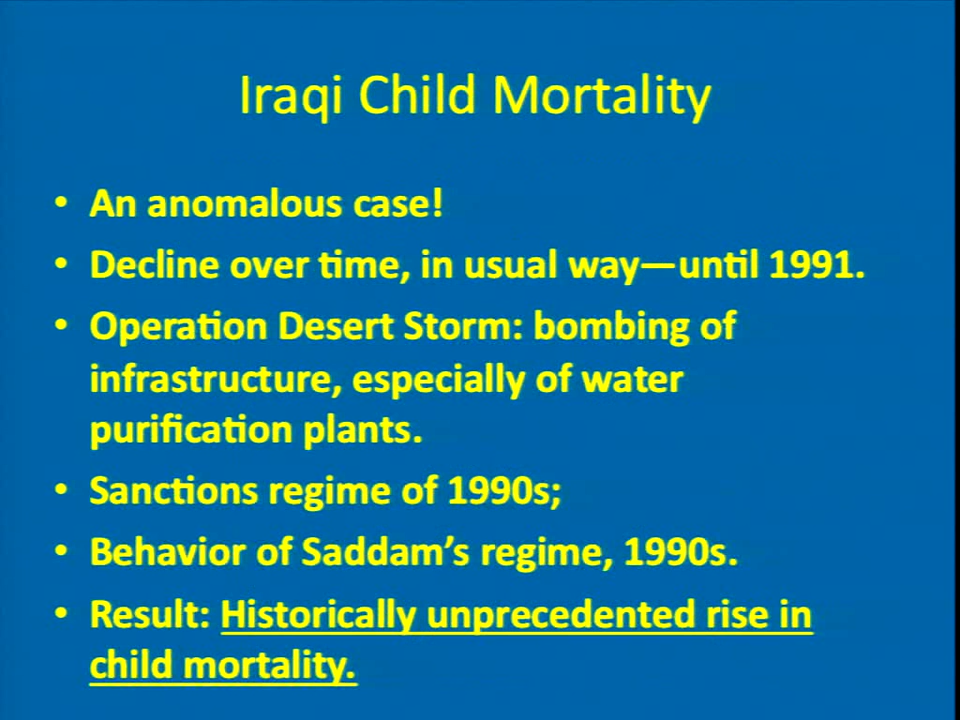 Iraqi Child Mortality
• An anomalous case!
• Decline over time, in usual way—until 1991.
• Operation Desert Storm: bombing of
infrastructure, especially of water
purification plants.
• Sanctions regime of 1990s;
• Behavior of Saddam’s regime, 1990s.
• Result: Historically unprecedented rise in
child mortality.